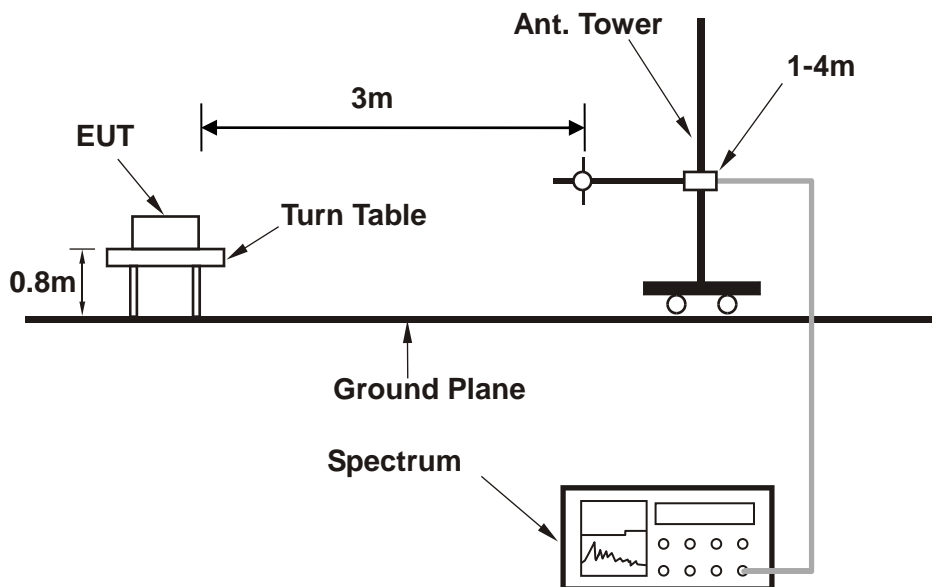 Ant. Tower
1-4m
3m
EUT
Turn Table
0.8m
Ground Plane
Spectrum